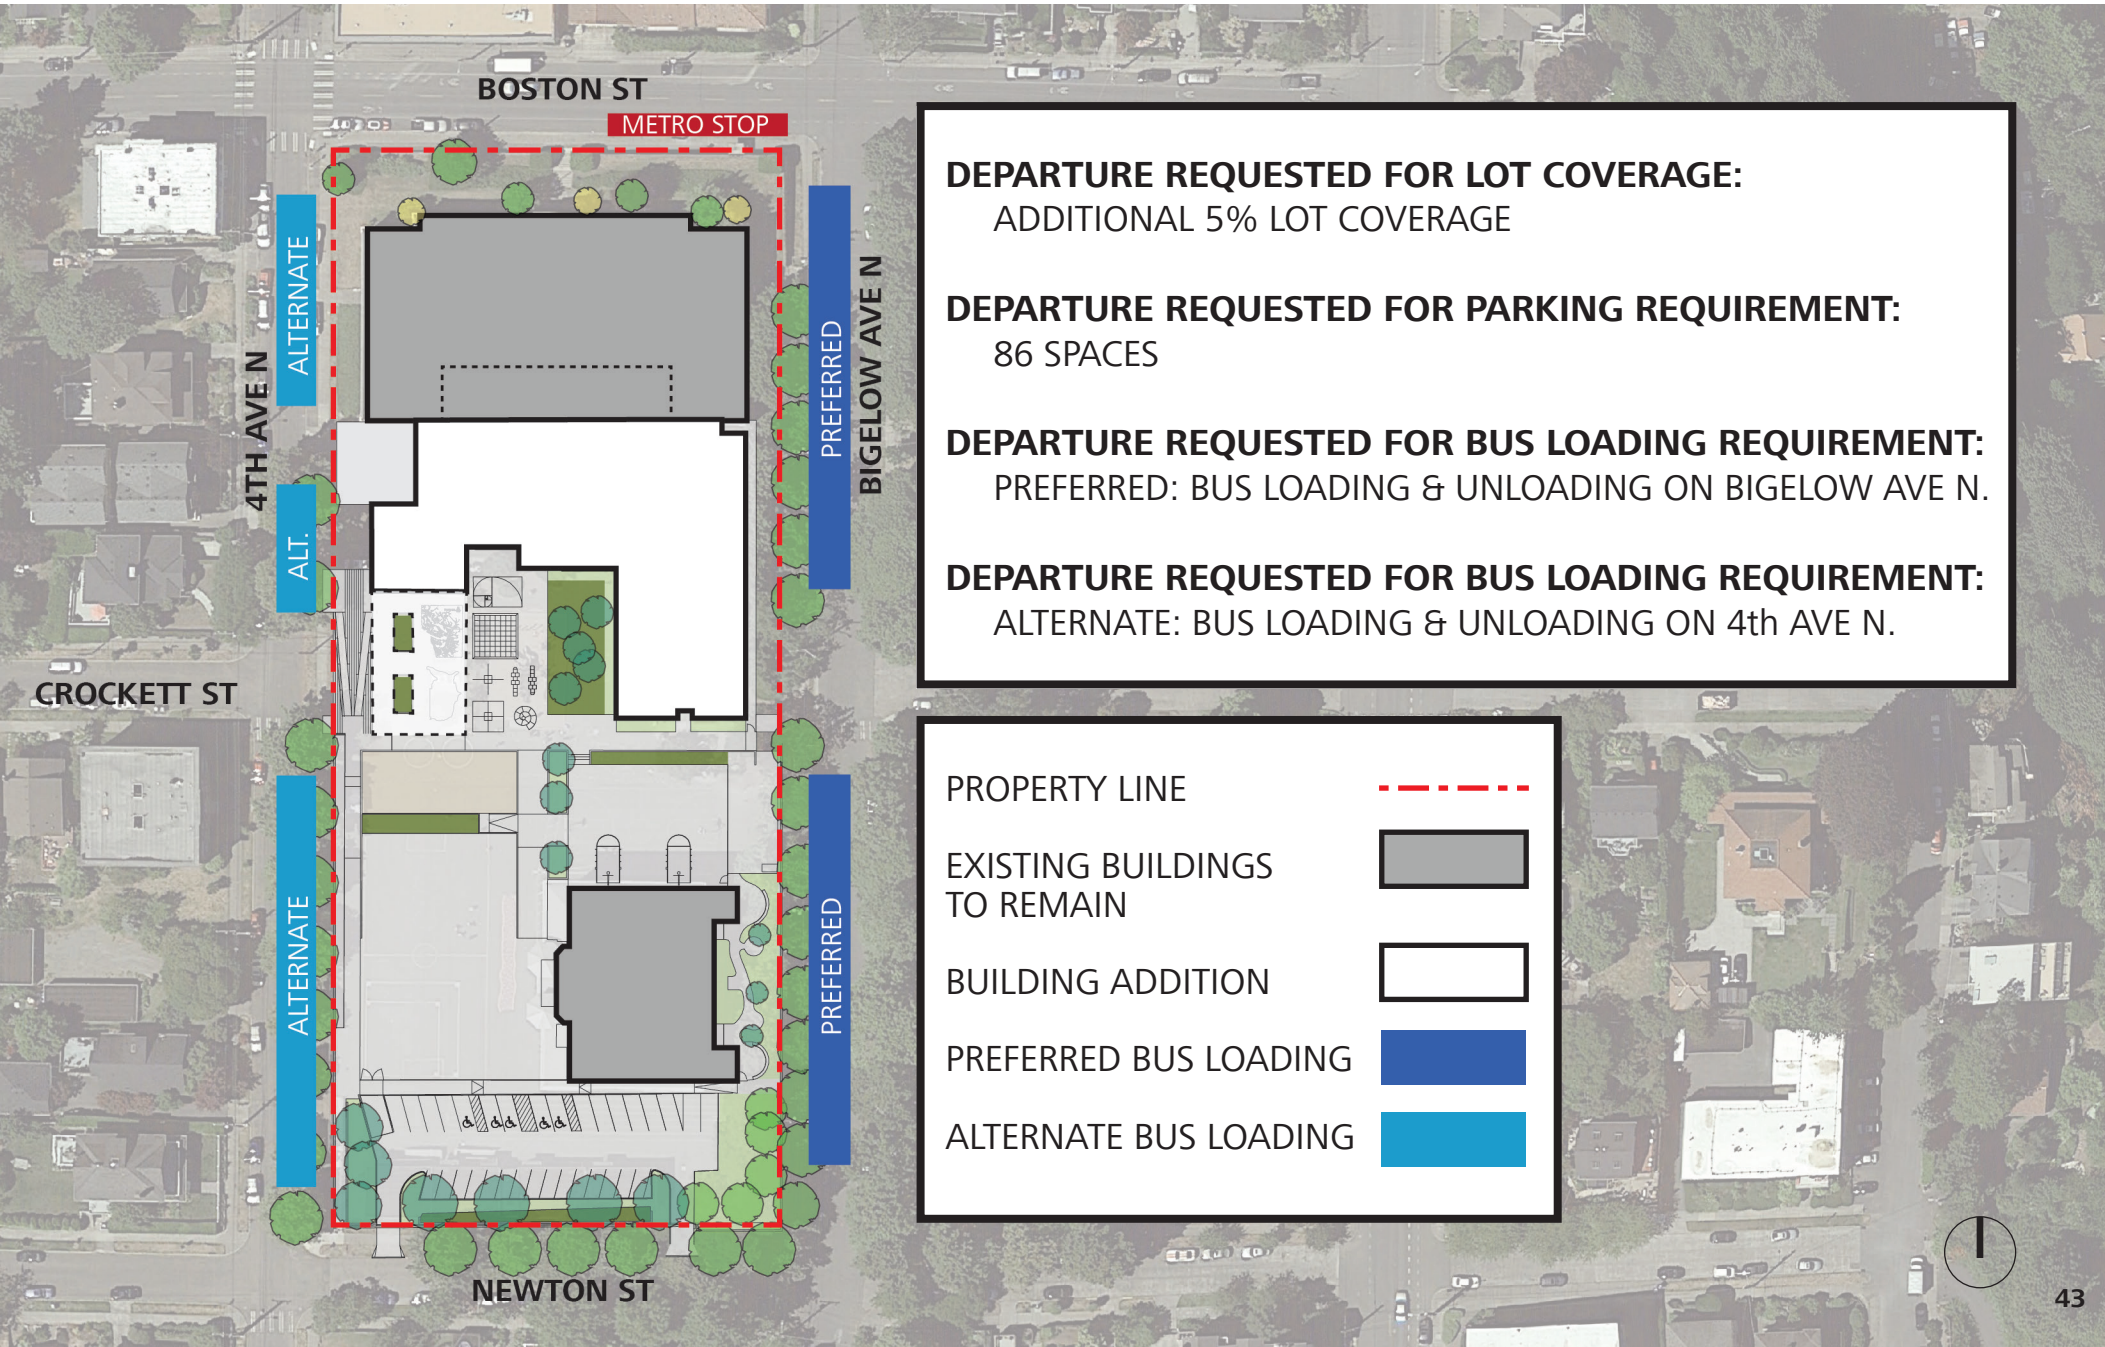 BOSTON ST
METRO STOP
ALTERNATE
4TH AVE N
ALT.
CROCKETT ST
ALTERNATE
PREFERRED
BIGELOW AVE N
PREFERRED
NEWTON ST
DEPARTURE REQUESTED FOR LOT COVERAGE:
ADDITIONAL 5% LOT COVERAGE
DEPARTURE REQUESTED FOR PARKING REQUIREMENT:
86 SPACES
DEPARTURE REQUESTED FOR BUS LOADING REQUIREMENT:
PREFERRED: BUS LOADING & UNLOADING ON BIGELOW AVE N.
DEPARTURE REQUESTED FOR BUS LOADING REQUIREMENT:
ALTERNATE: BUS LOADING & UNLOADING ON 4th AVE N.
PROPERTY LINE
EXISTING BUILDINGS
TO REMAIN
BUILDING ADDITION
PREFERRED BUS LOADING
ALTERNATE BUS LOADING
43